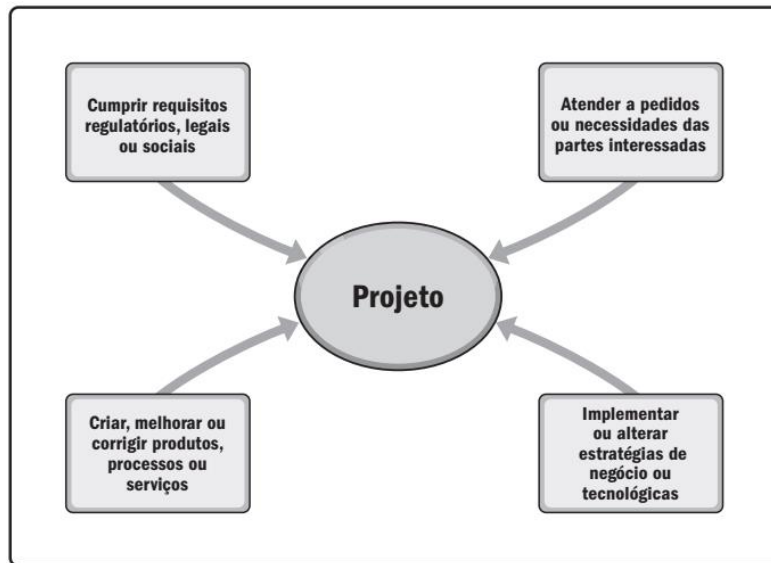 Cumprir requisitos
regulatórios, legais
ou sociais
Atender a pedidos
ou necessidades das
partes interessadas
Projeto
Criar, melhorar ou
corrigir produtos,
processos ou
serviços
Implementar
ou alterar
estratégias de
negócio ou
tecnológicas